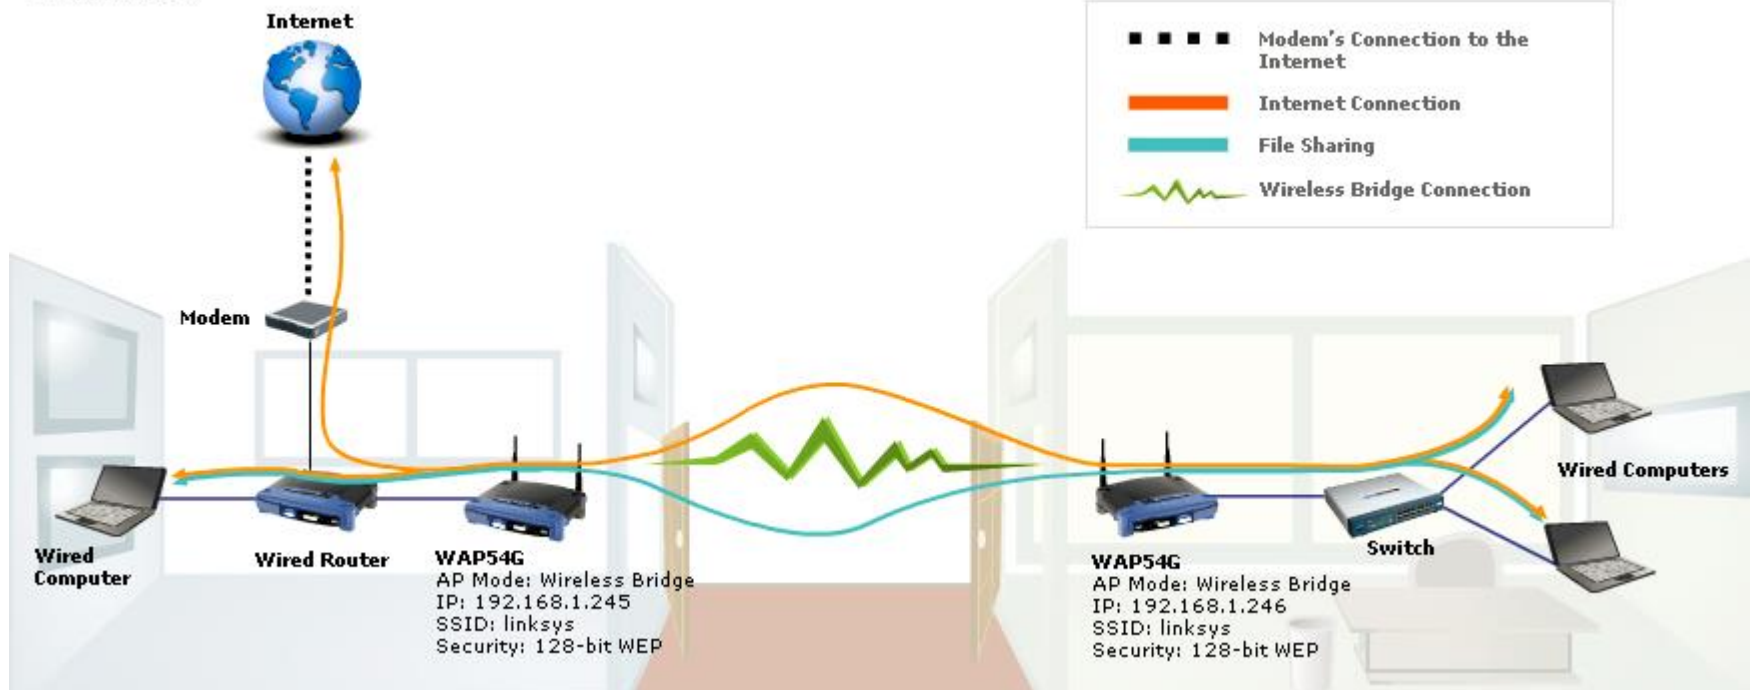 Internet
Modem's Connection to the
Internet
Internet Connection
File Sharing
Wireless Bridge Connection
Modem
Wired
Computer
Wired Router
WAP54G
AP Mode: Wireless Bridge
IP: 192.168.1.245
SSID: linksys
Security: 128-bit WEP
WAP54G
AP Mode: Wireless Bridge
IP: 192.168.1.246
SSID: linksys
Security: 128-bit WEP
Switch
Wired Computers